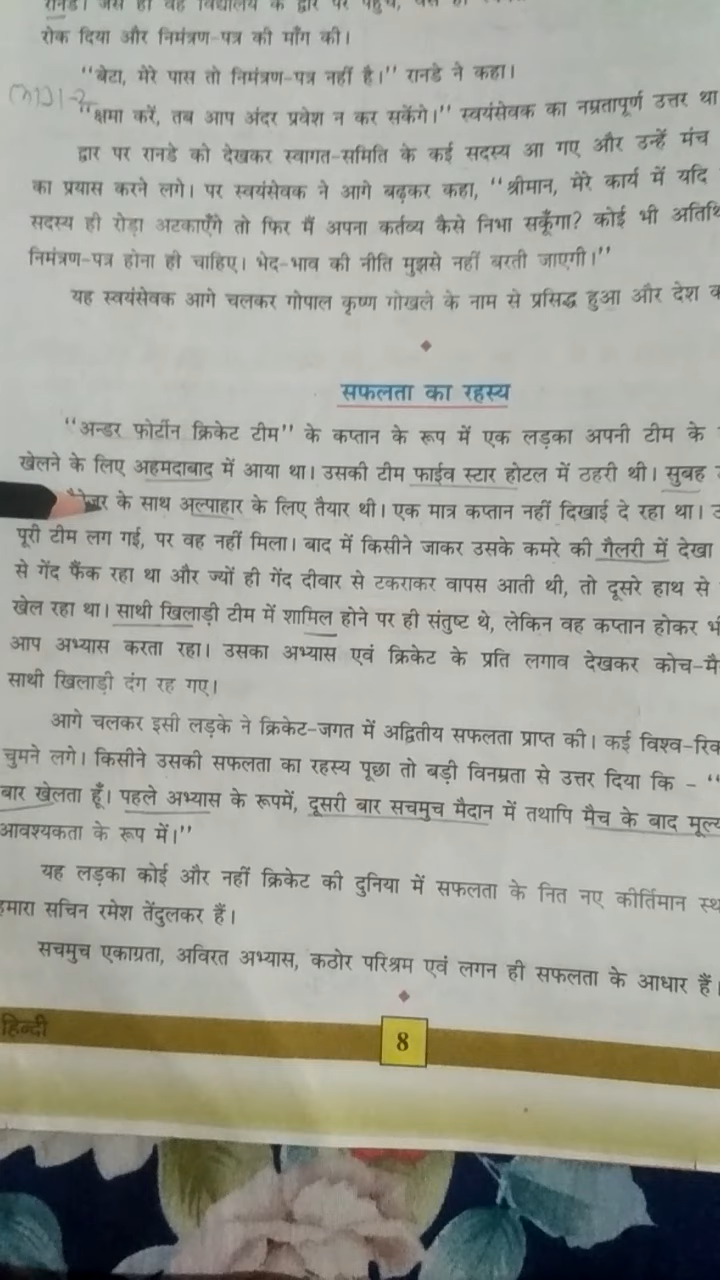 रानडे। जैसे ही वह विद्यालय के द्वार पर पहुँचे, वैसे ही
रोक दिया और निमंत्रण-पत्र की माँग की।
"बेटा, मेरे पास तो निमंत्रण-पत्र नहीं है।" रानडे ने कहा।
"क्षमा करें, तब आप अंदर प्रवेश न कर सकेंगे।" स्वयंसेवक का नम्रतापूर्ण उत्तर था
द्वार पर रानडे को देखकर स्वागत-समिति के कई सदस्य आ गए और उन्हें मंच
का प्रयास करने लगे। पर स्वयंसेवक ने आगे बढ़कर कहा, "श्रीमान, मेरे कार्य में यदि
सदस्य ही रोड़ा अटकाएँगे तो फिर मैं अपना कर्तव्य कैसे निभा सकूँगा? कोई भी अतिथि
निमंत्रण-पत्र होना ही चाहिए। भेद-भाव की नीति मुझसे नहीं बरती जाएगी।"
यह स्वयंसेवक आगे चलकर गोपाल कृष्ण गोखले के नाम से प्रसिद्ध हुआ और देश
सफलता का रहस्य
"अन्डर फोर्टीन क्रिकेट टीम" के कप्तान के रूप में एक लड़का अपनी टीम के
खेलने के लिए अहमदाबाद में आया था। उसकी टीम फाईव स्टार होटल में ठहरी थी। सुबह
के साथ अल्पाहार के लिए तैयार थी। एक मात्र कप्तान नहीं दिखाई दे रहा था।
पूरी टीम लग गई, पर वह नहीं मिला। बाद में किसीने जाकर उसके कमरे की गैलरी में देखा
से गेंद फैंक रहा था और ज्यों ही गेंद दीवार से टकराकर वापस आती थी, तो दूसरे हाथ से
खेल रहा था। साथी खिलाड़ी टीम में शामिल होने पर ही संतुष्ट थे, लेकिन वह कप्तान होकर
आप अभ्यास करता रहा। उसका अभ्यास एवं क्रिकेट के प्रति लगाव देखकर कोच-मै
साथी खिलाड़ी दंग रह गए।
आगे चलकर इसी लड़के ने क्रिकेट-जगत में अद्वितीय सफलता प्राप्त की। कई विश्व-रिक
चुमने लगे। किसीने उसकी सफलता का रहस्य पूछा तो बड़ी विनम्रता से उत्तर दिया कि – "
बार खेलता हूँ। पहले अभ्यास के रूपमें, दूसरी बार सचमुच मैदान में तथापि मैच के बाद मूल्य
आवश्यकता के रूप में।"
यह लड़का कोई और नहीं क्रिकेट की दुनिया में सफलता के नित नए कीर्तिमान स्थ
हमारा सचिन रमेश तेंदुलकर हैं।
सचमुच एकाग्रता, अविरत अभ्यास, कठोर परिश्रम एवं लगन ही सफलता के आधार हैं।
हिन्दी
8